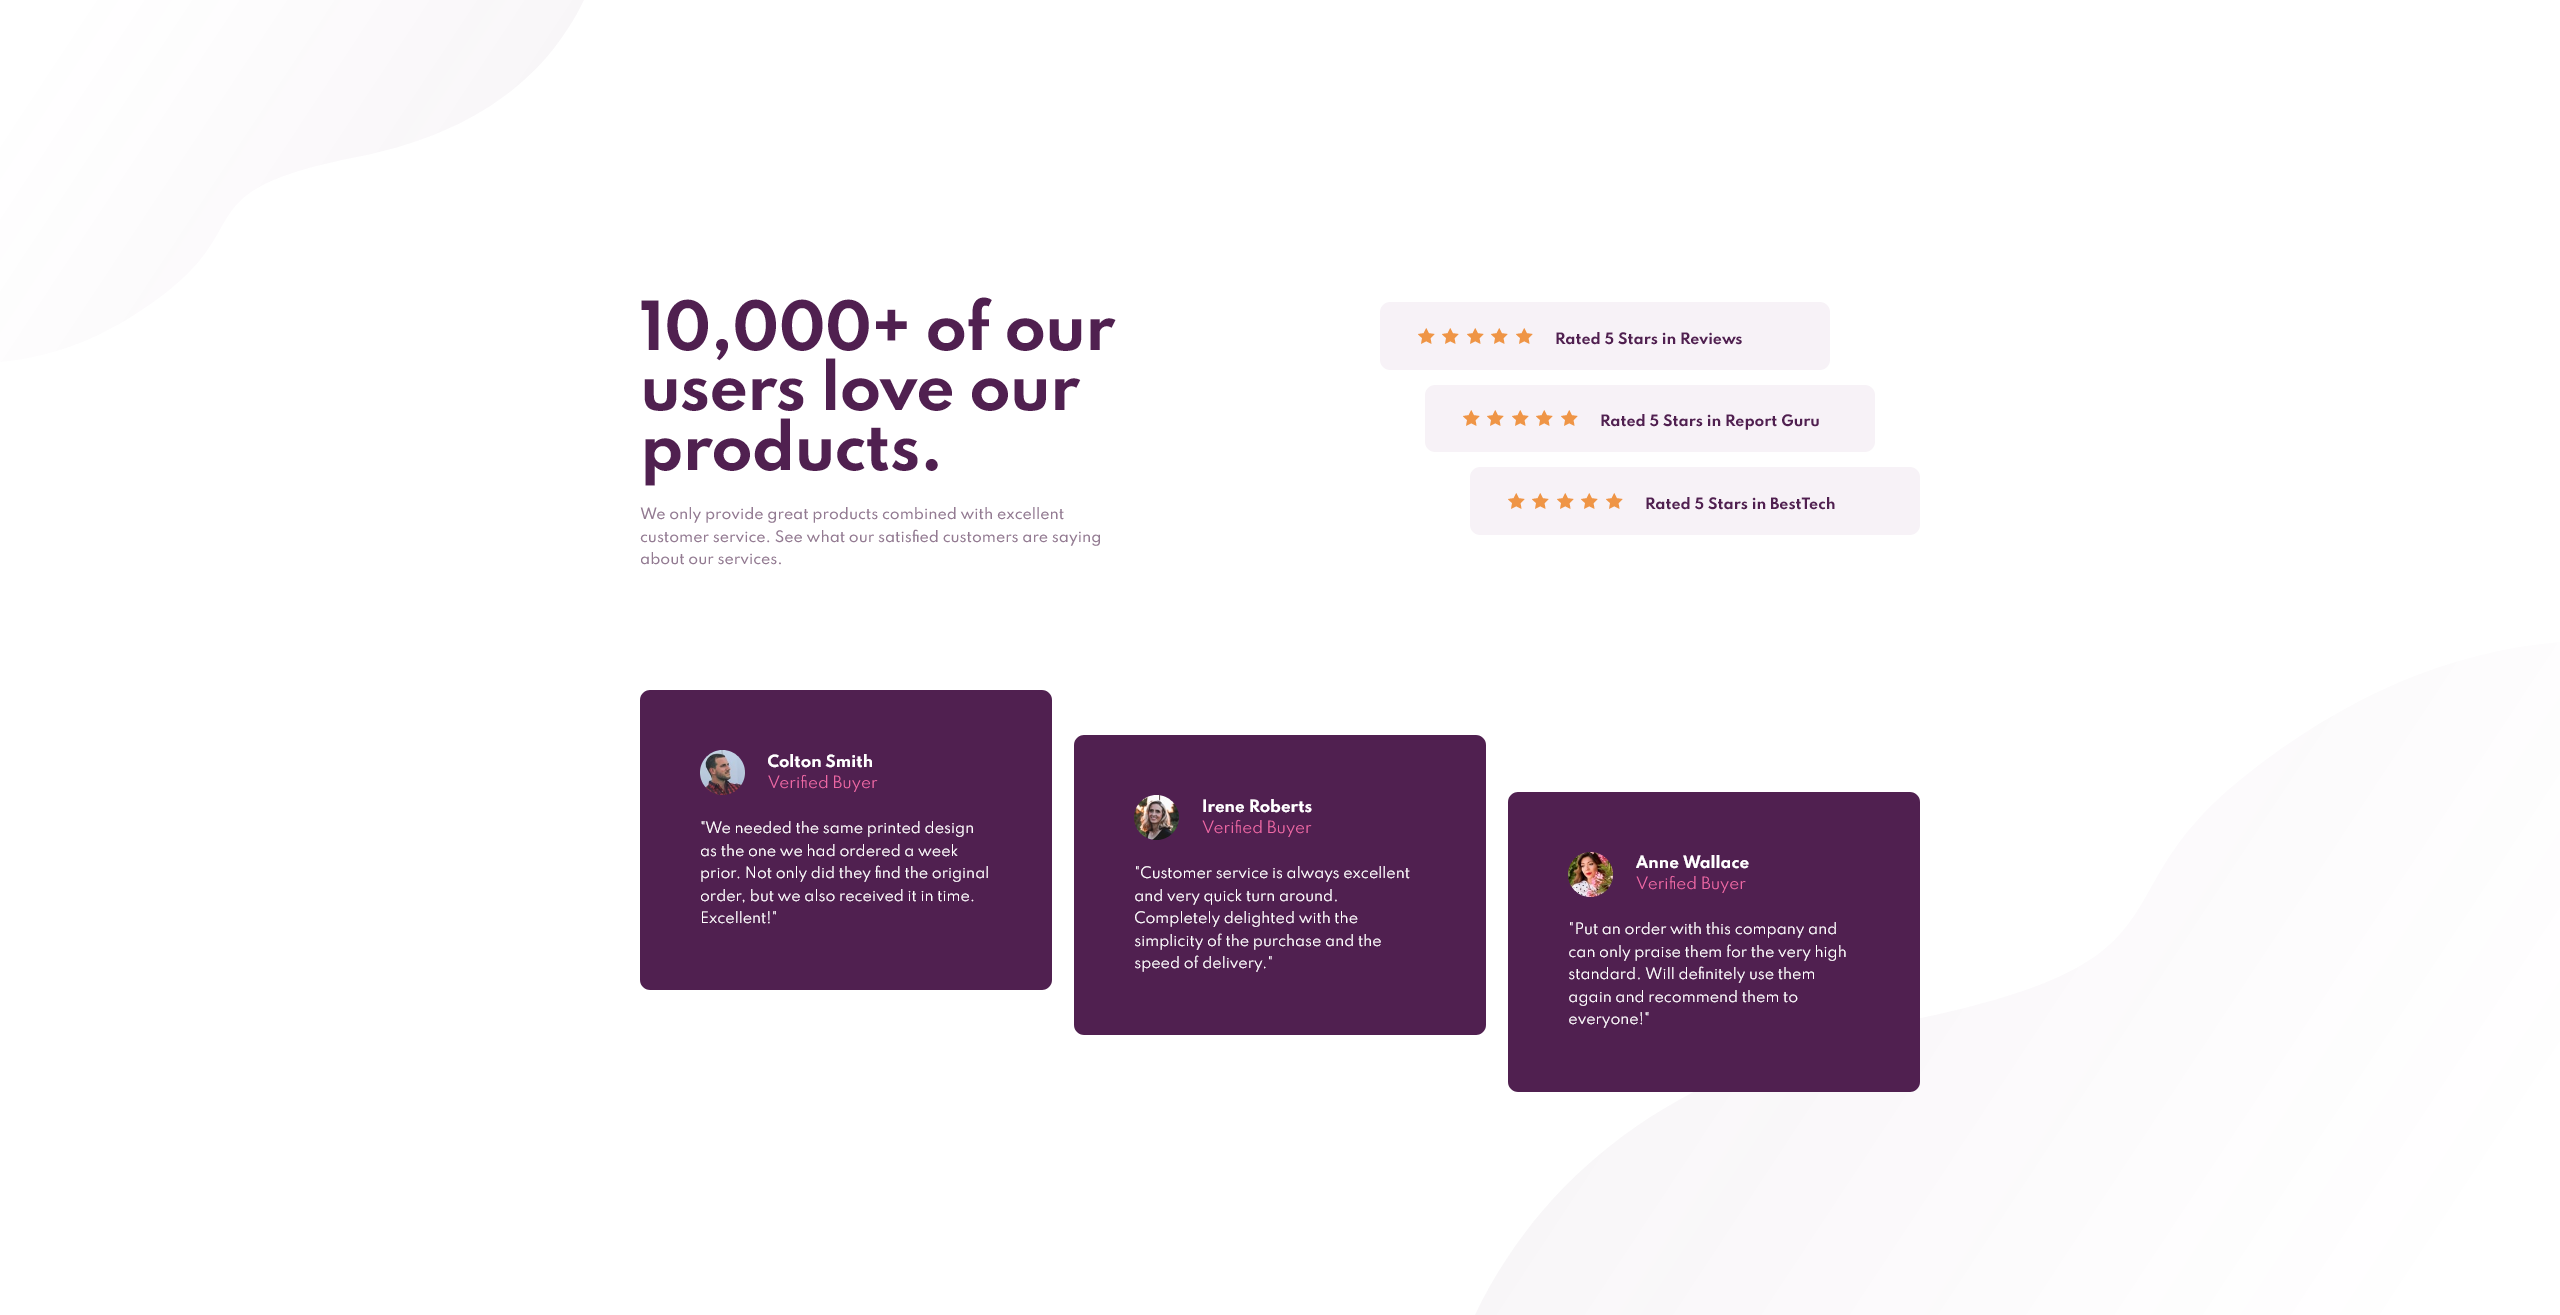 10,000+ of our
users love our
products.
We only provide great products combined with excellent
customer service. See what our satisfied customers are saying
about our services.
Rated 5 Stars in Reviews
Rated 5 Stars in Report Guru
Rated 5 Stars in BestTech
Colton Smith
Verified Buyer
"We needed the same printed design
as the one we had ordered a week
prior. Not only did they find the original
order, but we also received it in time.
Excellent!"
Irene Roberts
Verified Buyer
"Customer service is always excellent
and very quick turn around.
Completely delighted with the
simplicity of the purchase and the
speed of delivery."
Anne Wallace
Verified Buyer
"Put an order with this company and
can only praise them for the very high
standard. Will definitely use them
again and recommend them to
everyone!"